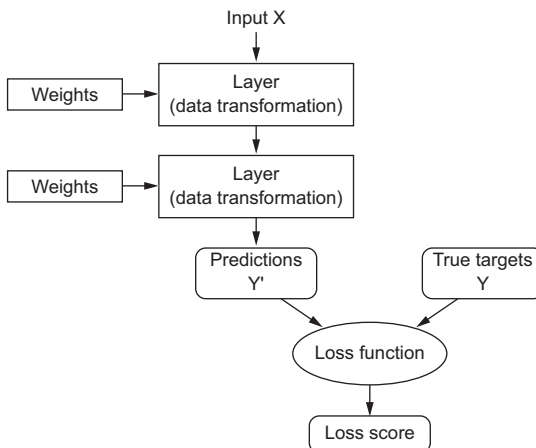 Input X
Weights
Layer
(data transformation)
Weights
Layer
(data transformation)
Predictions
Y'
True targets
Y
Loss function
Loss score